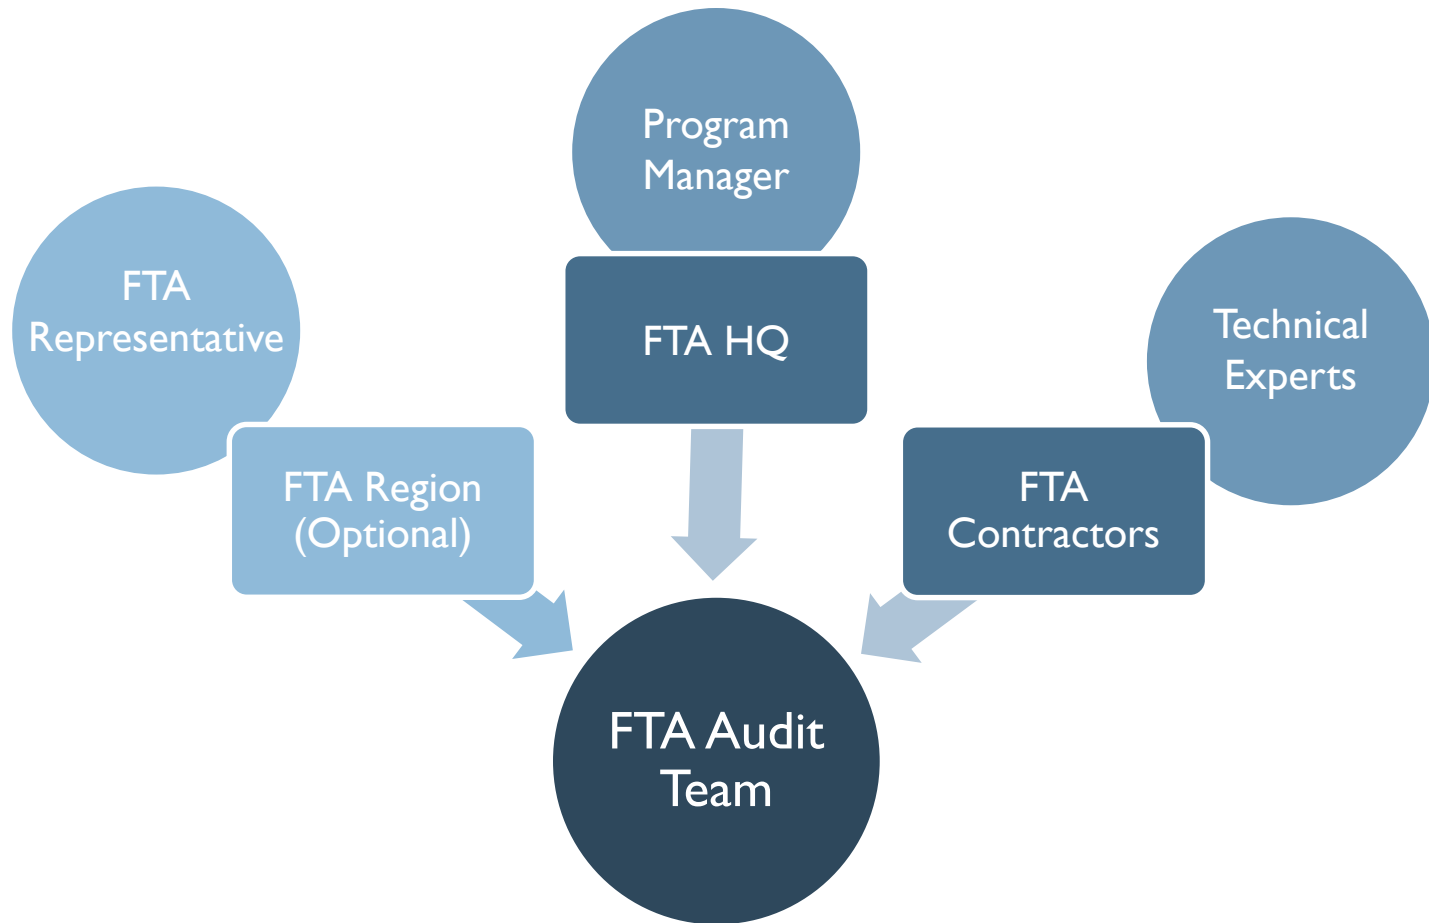 Program
Manager
FTA HQ
FTA
Representative
FTA Region
(Optional)
Technical
Experts
FTA
Contractors
FTA Audit
Team